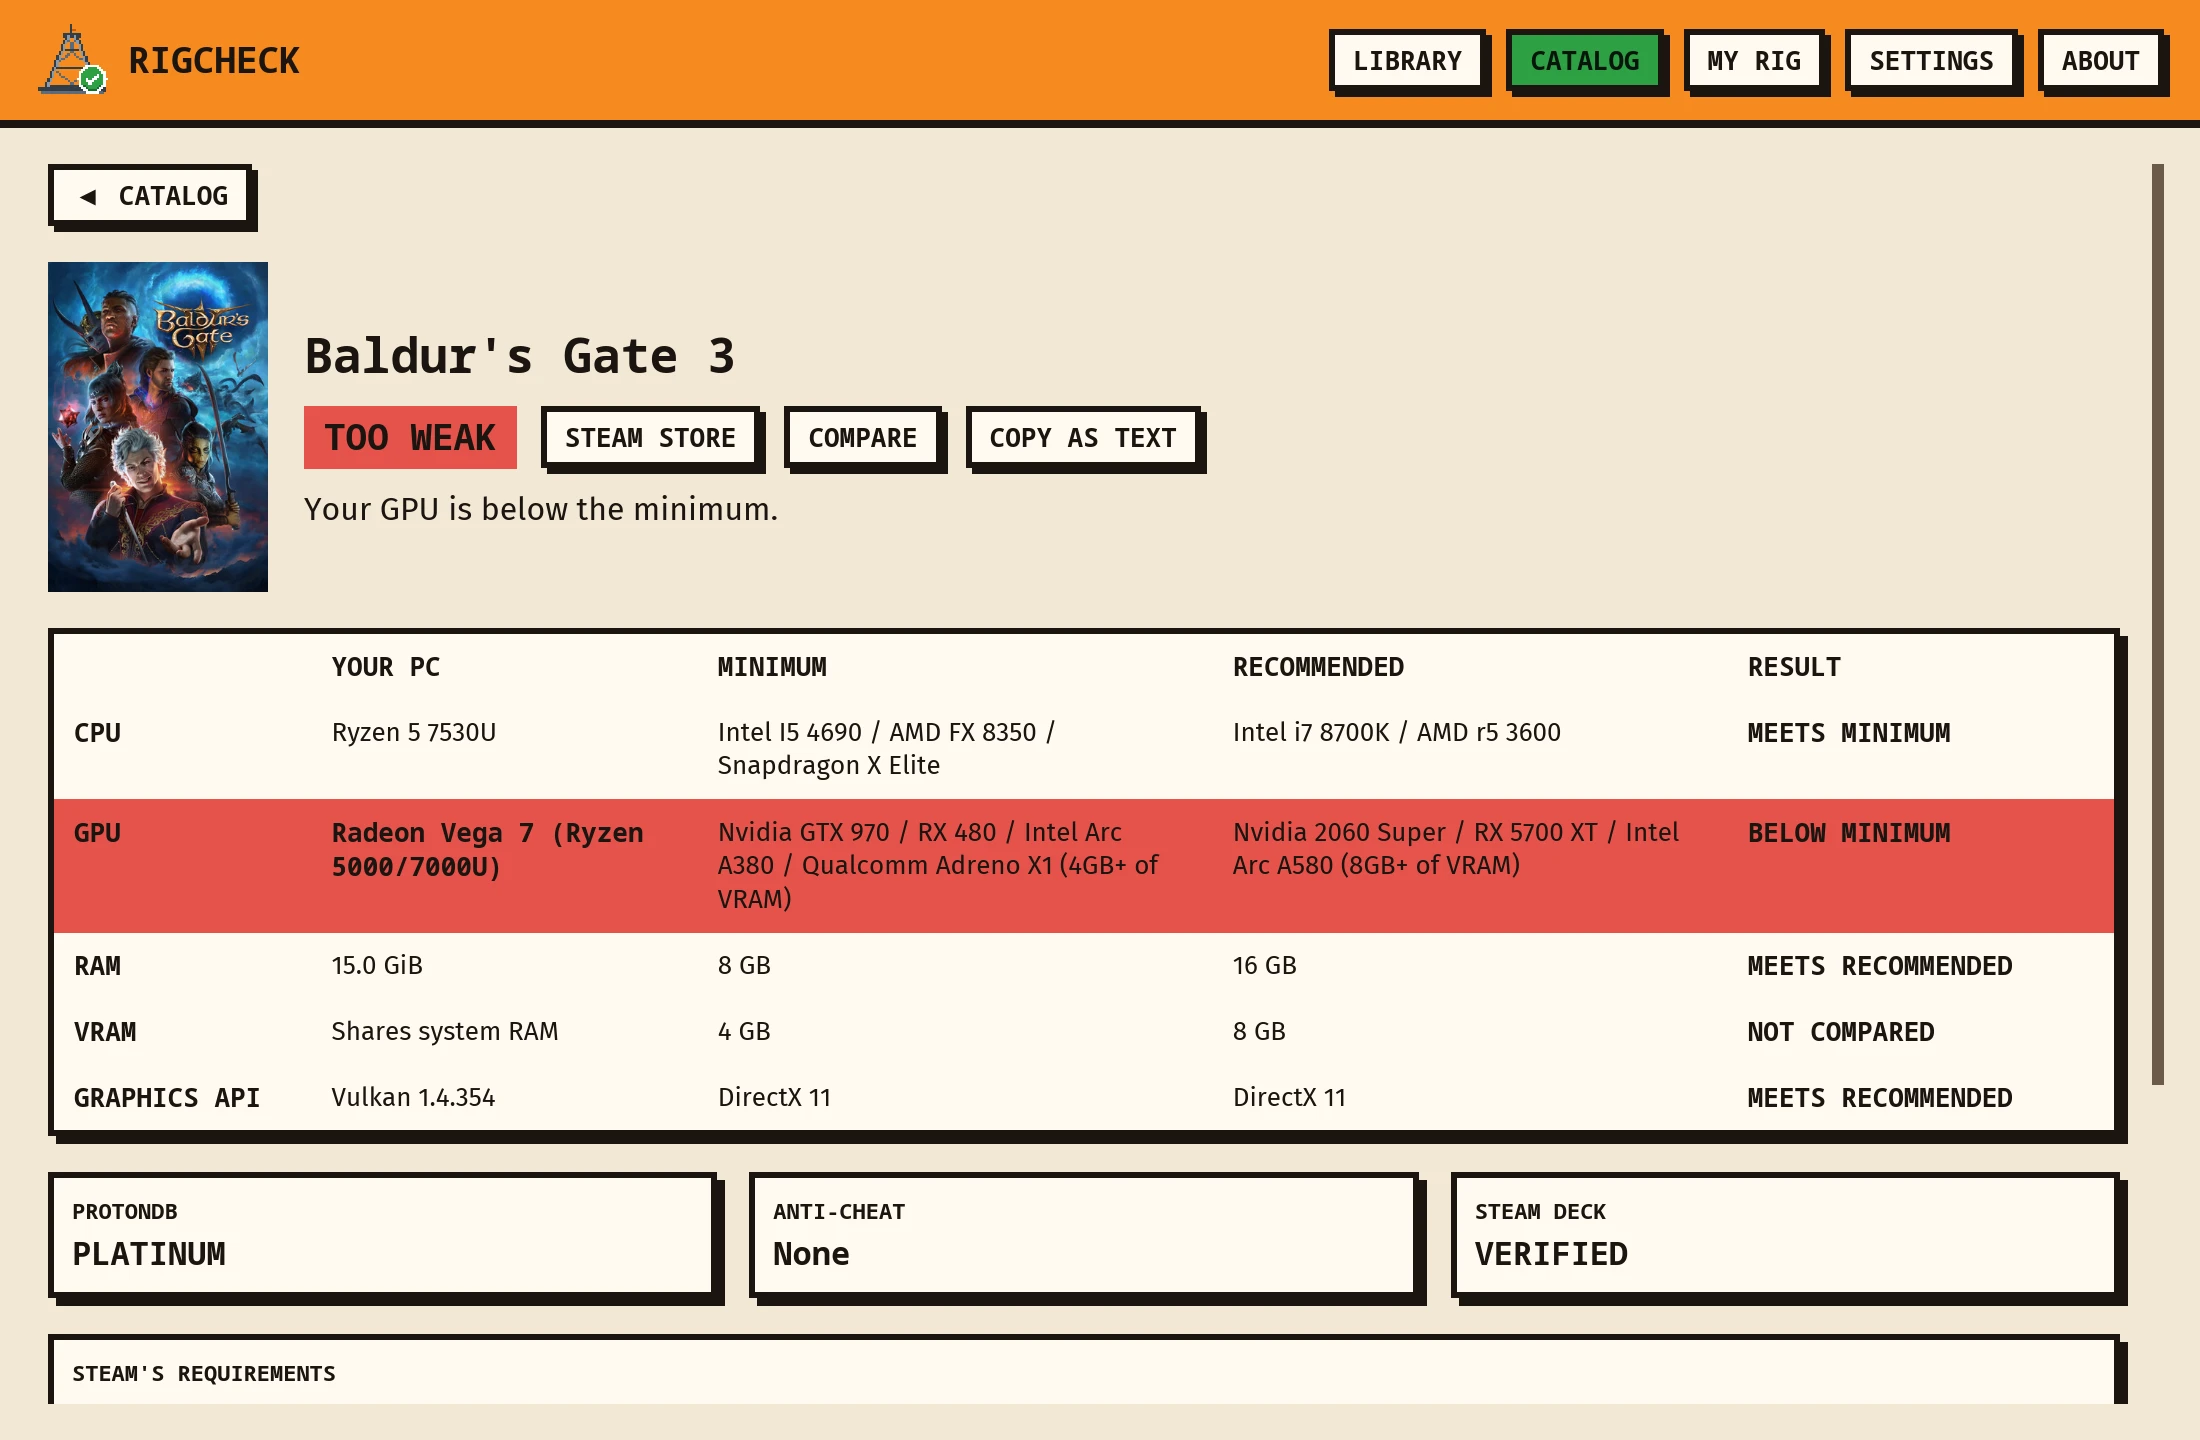 RIGCHECK
LIBRARY
CATALOG
MY RIG
SETTINGS
ABOUT
◄ CATALOG
Baldur's Gate
Baldur's Gate 3
TOO WEAK
STEAM STORE
COMPARE
COPY AS TEXT
Your GPU is below the minimum.
YOUR PC
MINIMUM
RECOMMENDED
RESULT
CPU
Ryzen 5 7530U
Intel I5 4690 / AMD FX 8350 /
Snapdragon X Elite
Intel i7 8700K / AMD r5 3600
MEETS MINIMUM
GPU
Radeon Vega 7 (Ryzen
5000/7000U)
Nvidia GTX 970 / RX 480 / Intel Arc
A380 / Qualcomm Adreno X1 (4GB+ of
VRAM)
Nvidia 2060 Super / RX 5700 XT / Intel
Arc A580 (8GB+ of VRAM)
BELOW MINIMUM
RAM
15.0 GiB
8 GB
16 GB
MEETS RECOMMENDED
VRAM
Shares system RAM
4 GB
8 GB
NOT COMPARED
GRAPHICS API
Vulkan 1.4.354
DirectX 11
DirectX 11
MEETS RECOMMENDED
PROTONDB
PLATINUM
ANTI-CHEAT
None
STEAM DECK
VERIFIED
STEAM'S REQUIREMENTS